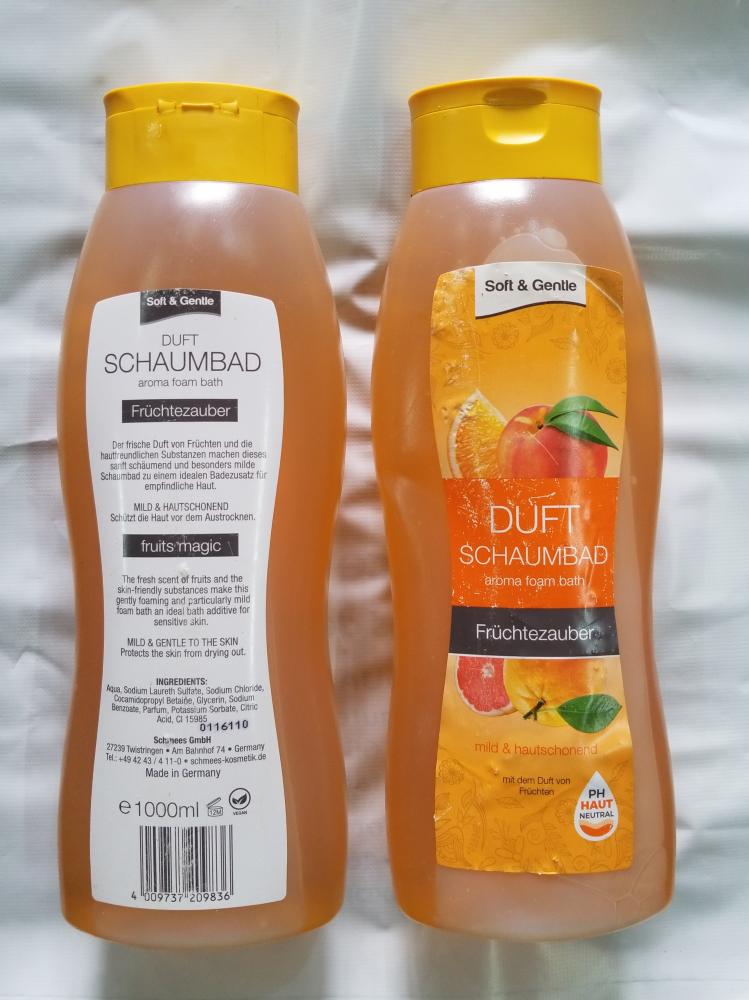 Soft & Gentle
DUFT
SCHAUMBAD
aroma foam bath
Früchtezauber
Der frische Duft von Früchten und die
hautfreundlichen Substanzen machen dieses
sanft schäumend und besonders milde
Schaumbad zu einem idealen Badezusatz für
empfindliche Haut.
MILD & HAUTSCHONEND
Schützt die Haut vor dem Austrocknen.
fruits magic
The fresh scent of fruits and the
skin-friendly substances make this
gently foaming and particularly mild
foam bath an ideal bath additive for
sensitive skin.
MILD & GENTLE TO THE SKIN
Protects the skin from drying out.
INGREDIENTS:
Aqua, Sodium Laureth Sulfate, Sodium Chloride,
Cocamidopropyl Betaine, Glycerin, Sodium
Benzoate, Parfum, Potassium Sorbate, Citric
Acid, CI 15985
0116110
Schmees GmbH
27239 Twistringen • Am Bahnhof 74 • Germany
Tel.: +49 42 43 / 4 11-0 • schmees-kosmetik.de
Made in Germany
e 1000ml
12M
VEGAN
4 009737 209836
Soft & Gentle
DUFT
SCHAUMBAD
aroma foam bath
Früchtezauber
mild & hautschonend
mit dem Duft von
Früchten
PH
HAUT
NEUTRAL